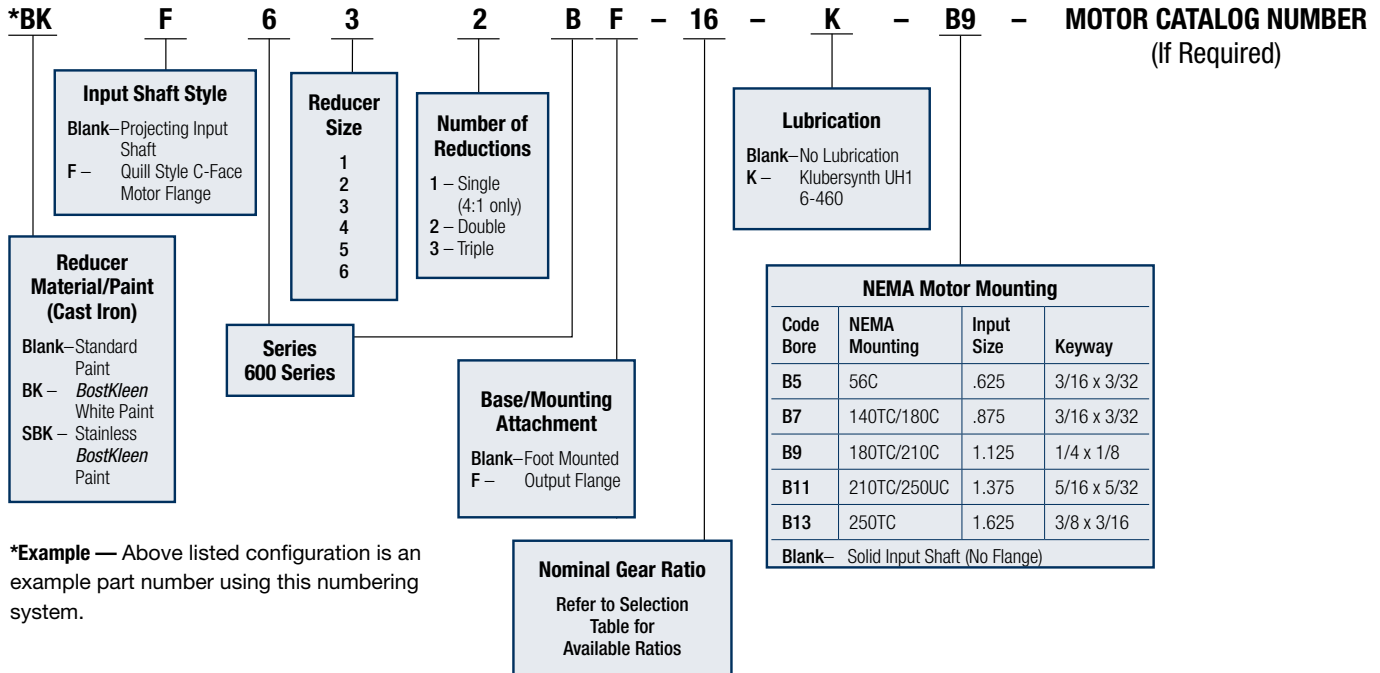 *BK F 6 3 2 B F – 16 – K – B9 – MOTOR CATALOG NUMBER
(If Required)
Input Shaft Style
Blank–Projecting Input
Shaft
F – Quill Style C-Face
Motor Flange
Reducer
Size
1
2
3
4
5
6
Number of
Reductions
1 – Single
(4:1 only)
2 – Double
3 – Triple
Lubrication
Blank–No Lubrication
K – Klubersynth UH1
6-460
Reducer
Material/Paint
(Cast Iron)
Blank–Standard
Paint
BK – BostKleen
White Paint
SBK – Stainless
BostKleen
Paint
Series
600 Series
Base/Mounting
Attachment
Blank–Foot Mounted
F – Output Flange
NEMA Motor Mounting
Code
Bore
NEMA
Mounting
Input
Size
Keyway
B5 56C .625 3/16 x 3/32
B7 140TC/180C .875 3/16 x 3/32
B9 180TC/210C 1.125 1/4 x 1/8
B11 210TC/250UC 1.375 5/16 x 5/32
B13 250TC 1.625 3/8 x 3/16
Blank– Solid Input Shaft (No Flange)
*Example — Above listed configuration is an
example part number using this numbering
system.
Nominal Gear Ratio
Refer to Selection
Table for
Available Ratios